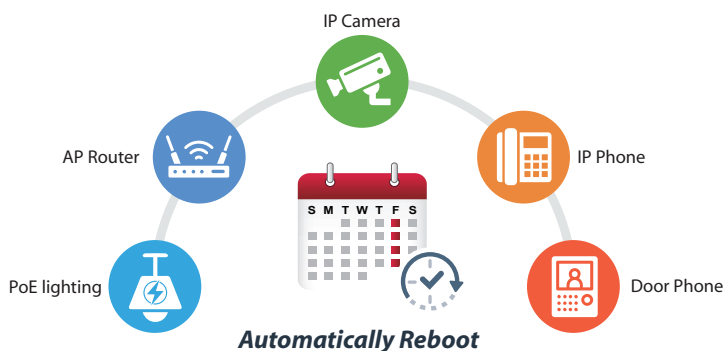 IP Camera
AP Router
IP Phone
S M T W T F S
PoE lighting
Door Phone
Automatically Reboot